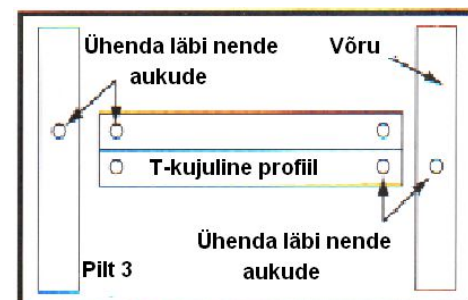 Ühenda läbi nende
aukude
Võru
T-kujuline profiil
Ühenda läbi nende
aukude
Pilt 3